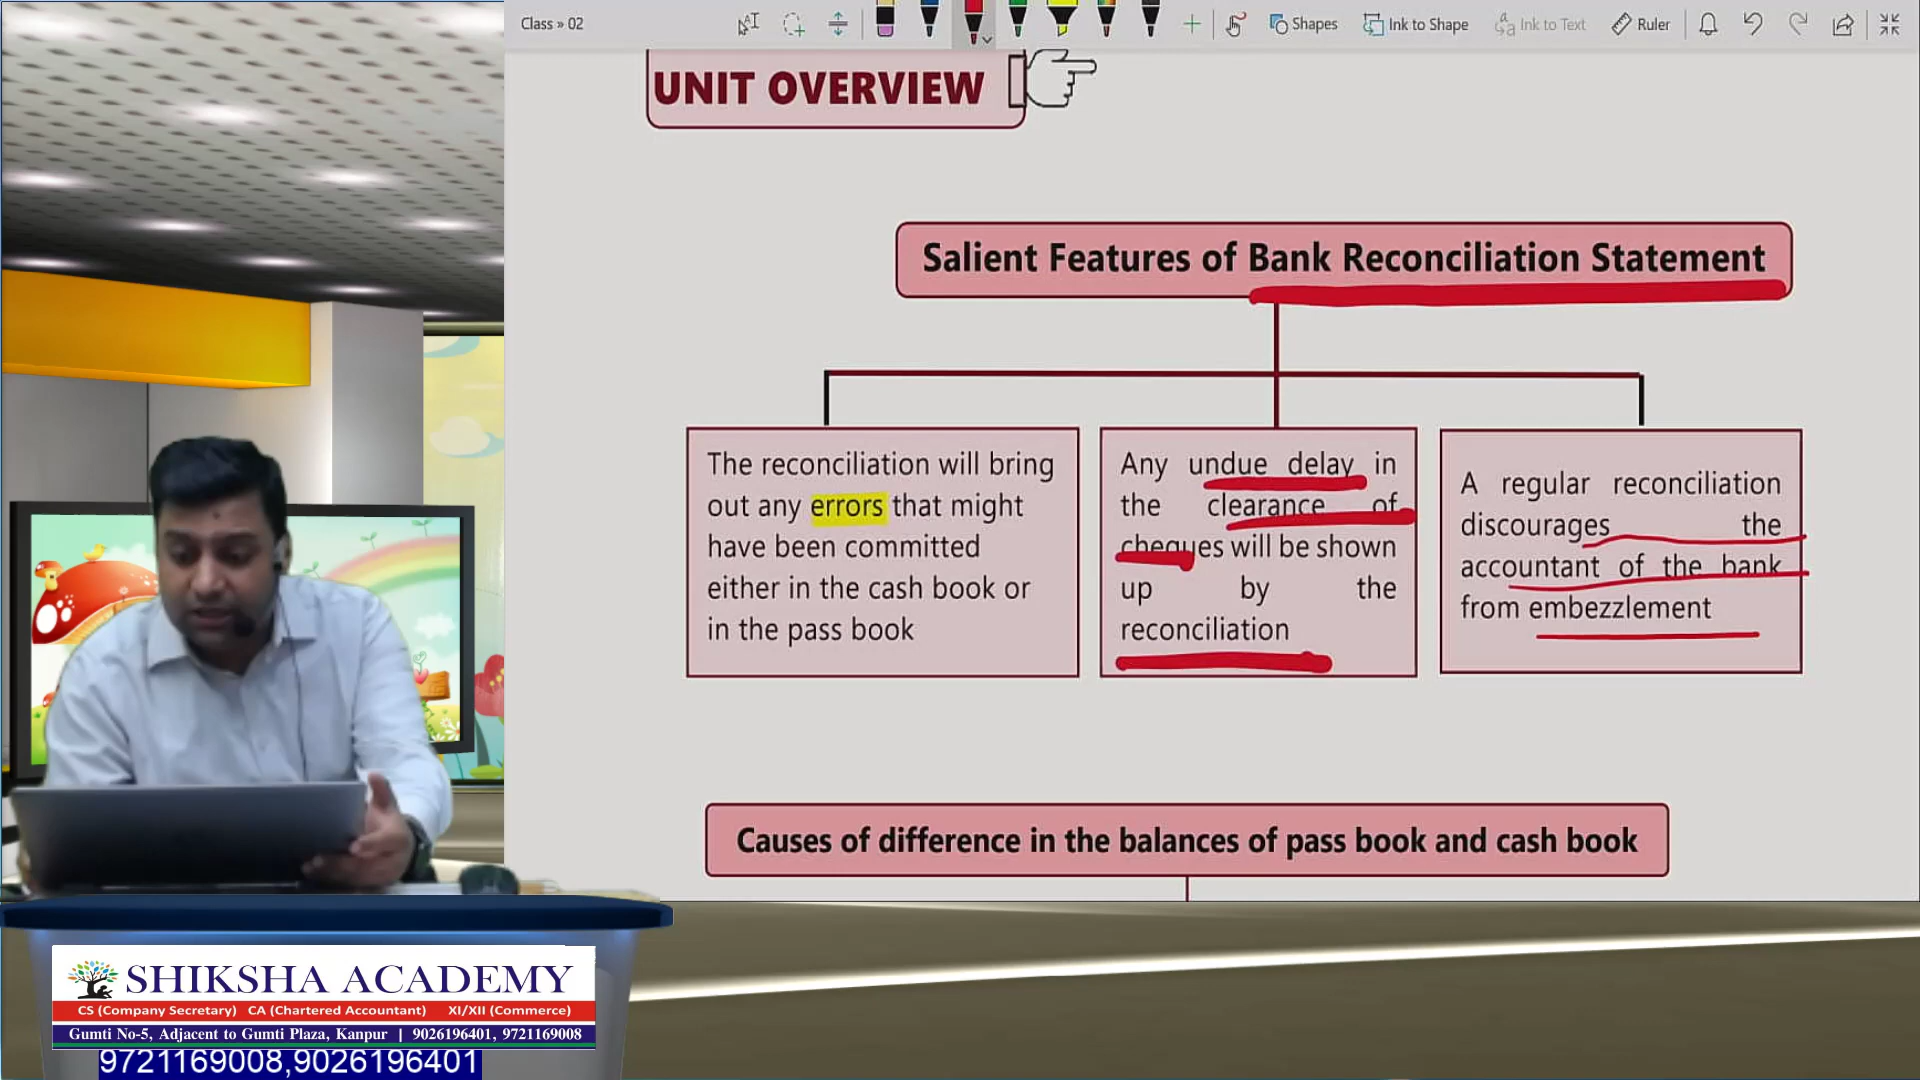 Class » 02
Shapes
Ink to Shape
Ink to Text
Ruler
UNIT OVERVIEW
Salient Features of Bank Reconciliation Statement
The reconciliation will bring
out any errors that might
have been committed
either in the cash book or
in the pass book
Any undue delay in
the clearance of
cheques will be shown
up by the
reconciliation
A regular reconciliation
discourages the
accountant of the bank
from embezzlement
Causes of difference in the balances of pass book and cash book
SHIKSHA ACADEMY
CS (Company Secretary) CA (Chartered Accountant) XI/XII (Commerce)
Gumti No-5, Adjacent to Gumti Plaza, Kanpur | 9026196401, 9721169008
9721169008,9026196401